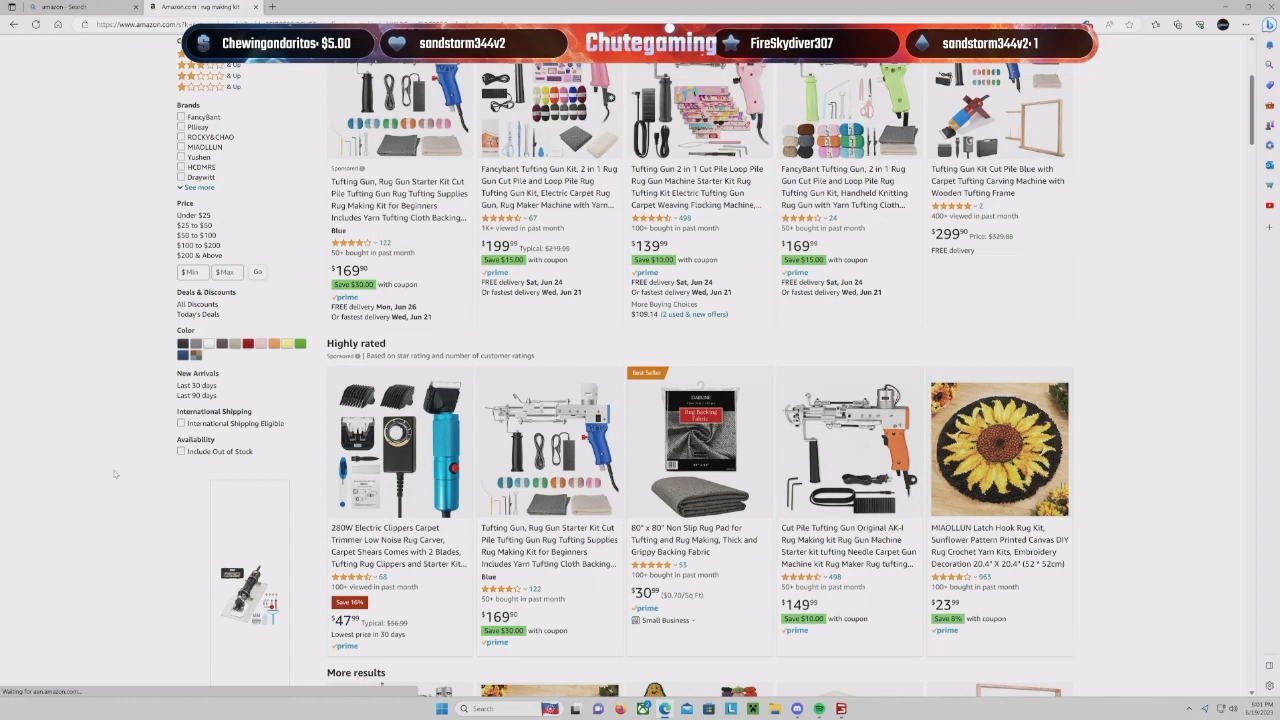 amazon - Search
Amazon.com : rug making kit
Chewingondaritos: $5.00
sandstorm344v2
Chutegaming
FireSkydiver307
sandstorm344v2: 1
& Up
& Up
& Up
Brands
FancyBant
Pllieay
ROCKY&CHAO
MIAOLLUN
Yushen
HCDMRE
Draywitt
See more
Price
Under $25
$25 to $50
$50 to $100
$100 to $200
$200 & Above
$ Min
$ Max
Go
Deals & Discounts
All Discounts
Today's Deals
Color
New Arrivals
Last 30 days
Last 90 days
International Shipping
International Shipping Eligible
Availability
Include Out of Stock
Sponsored
Tufting Gun, Rug Gun Starter Kit Cut
Pile Tufting Gun Rug Tufting Supplies
Rug Making Kit for Beginners
Includes Yarn Tufting Cloth Backing...
Blue
122
50+ bought in past month
$169.90
Save $30.00 with coupon
prime
FREE delivery Mon, Jun 26
Or fastest delivery Wed, Jun 21
Fancybant Tufting Gun Kit, 2 in 1 Rug
Gun Cut Pile and Loop Pile Rug
Tufting Gun Kit, Electric Carpet Rug
Gun, Rug Maker Machine with Yarn...
67
1K+ viewed in past month
$199.99 Typical: $219.99
Save $15.00 with coupon
prime
FREE delivery Sat, Jun 24
Or fastest delivery Wed, Jun 21
Tufting Gun 2 in 1 Cut Pile Loop Pile
Rug Gun Machine Starter Kit Rug
Tufting Kit Electric Tufting Gun
Carpet Weaving Flocking Machine,...
498
100+ bought in past month
$139.99
Save $10.00 with coupon
prime
FREE delivery Sat, Jun 24
Or fastest delivery Wed, Jun 21
More Buying Choices
$109.14 (2 used & new offers)
FancyBant Tufting Gun, 2 in 1 Rug
Gun Cut Pile and Loop Pile Rug
Tufting Gun Kit, Handheld Knitting
Rug Gun with Yarn Tufting Cloth...
24
50+ bought in past month
$169.99
Save $15.00 with coupon
prime
FREE delivery Sat, Jun 24
Or fastest delivery Wed, Jun 21
Tufting Gun Kit Cut Pile Blue with
Carpet Tufting Carving Machine with
Wooden Tufting Frame
2
400+ viewed in past month
$299.90 Price: $329.88
FREE delivery
Highly rated
Sponsored | Based on star rating and number of customer ratings
280W Electric Clippers Carpet
Trimmer Low Noise Rug Carver,
Carpet Shears Comes with 2 Blades,
Tufting Rug Clippers and Starter Kit...
68
100+ viewed in past month
Save 16%
$47.99 Typical: $56.99
Lowest price in 30 days
prime
Tufting Gun, Rug Gun Starter Kit Cut
Pile Tufting Gun Rug Tufting Supplies
Rug Making Kit for Beginners
Includes Yarn Tufting Cloth Backing...
Blue
122
50+ bought in past month
$169.90
Save $30.00 with coupon
prime
Best Seller
Rug Backing
Fabric
80" x 80" Non Slip Rug Pad for
Tufting and Rug Making, Thick and
Grippy Backing Fabric
53
100+ bought in past month
$30.99 ($0.70/Sq Ft)
prime
Small Business
Cut Pile Tufting Gun Original AK-I
Rug Making kit Rug Gun Machine
Starter kit tufting Needle Carpet Gun
Machine kit Rug Maker Rug tufting...
498
100+ bought in past month
$149.99
Save $10.00 with coupon
prime
MIAOLLUN Latch Hook Rug Kit,
Sunflower Pattern Printed Canvas DIY
Rug Crochet Yarn Kits, Embroidery
Decoration 20.4" X 20.4" (52 * 52cm)
963
100+ bought in past month
$23.99
Save 8% with coupon
prime
More results
Waiting for aan.amazon.com...
Search
6:01 PM
6/19/2023